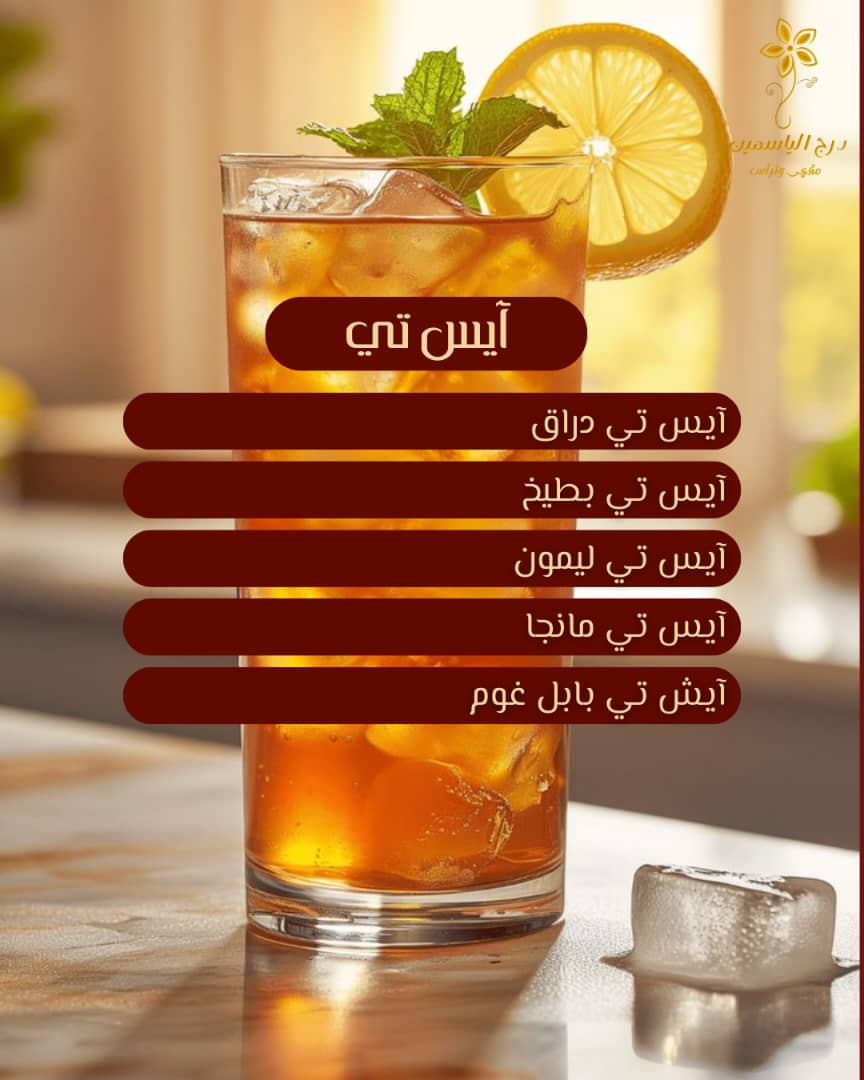 درج الياسمين
مقهى وتراس
آيس تي
آيس تي دراق
آيس تي بطيخ
آيس تي ليمون
آيس تي مانجا
آيش تي بابل غوم